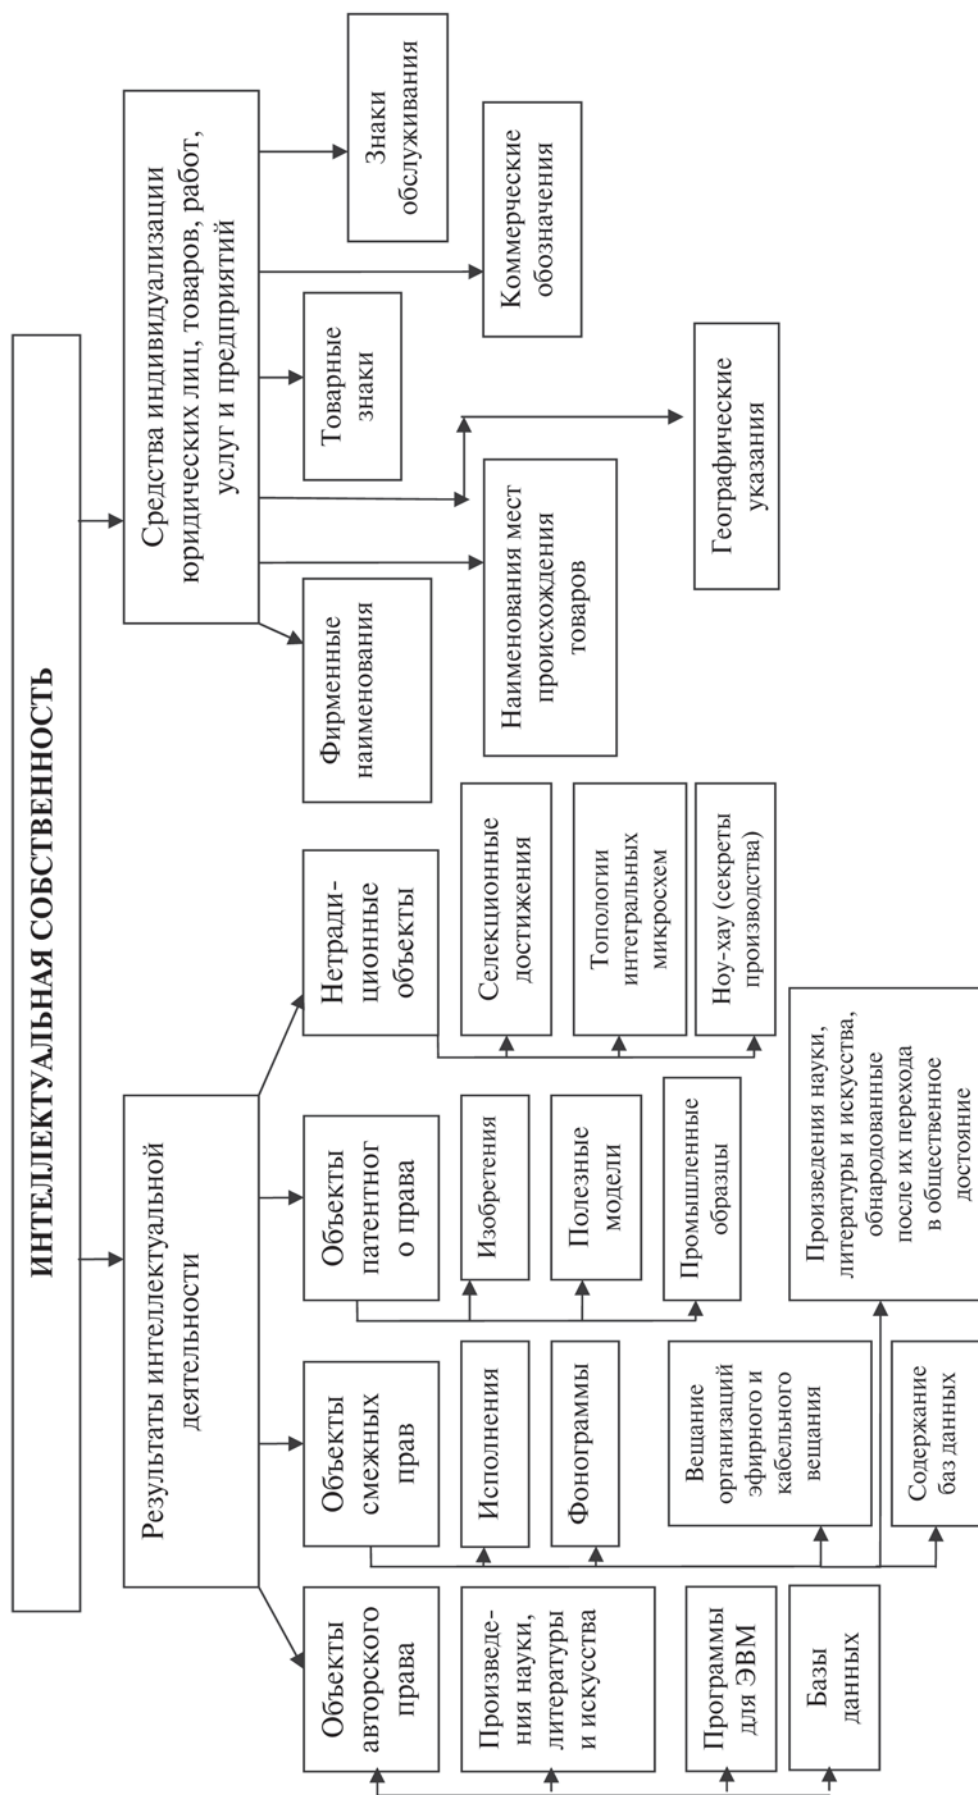 ИНТЕЛЛЕКТУАЛЬНАЯ СОБСТВЕННОСТЬ
Результаты интеллектуальной
деятельности
Средства индивидуализации
юридических лиц, товаров, работ,
услуг и предприятий
Объекты
авторского
права
Объекты
смежных
прав
Объекты
патентног
о права
Нетради-
ционные
объекты
Фирменные
наименования
Товарные
знаки
Знаки
обслуживания
Произведе-
ния науки,
литературы
и искусства
Исполнения
Изобретения
Селекционные
достижения
Наименования мест
происхождения
товаров
Коммерческие
обозначения
Фонограммы
Полезные
модели
Топологии
интегральных
микросхем
Программы
для ЭВМ
Вещание
организаций
эфирного и
кабельного
вещания
Промышленные
образцы
Ноу-хау (секреты
производства)
Географические
указания
Базы
данных
Содержание
баз данных
Произведения науки,
литературы и искусства,
обнародованные
после их перехода
в общественное
достояние